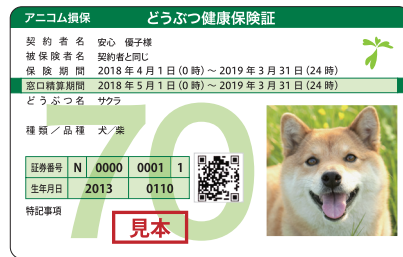 アニコム損保 どうぶつ健康保険証
契約者名 安心 優子様
被保険者名 契約者と同じ
保険期間 2018年4月1日(0時)～2019年3月31日(24時)
窓口精算期間 2018年5月1日(0時)～2019年3月31日(24時)
どうぶつ名 サクラ
種類／品種 犬／柴
70
証券番号 N 0000 0001 1
生年月日 2013 0110
特記事項
見本